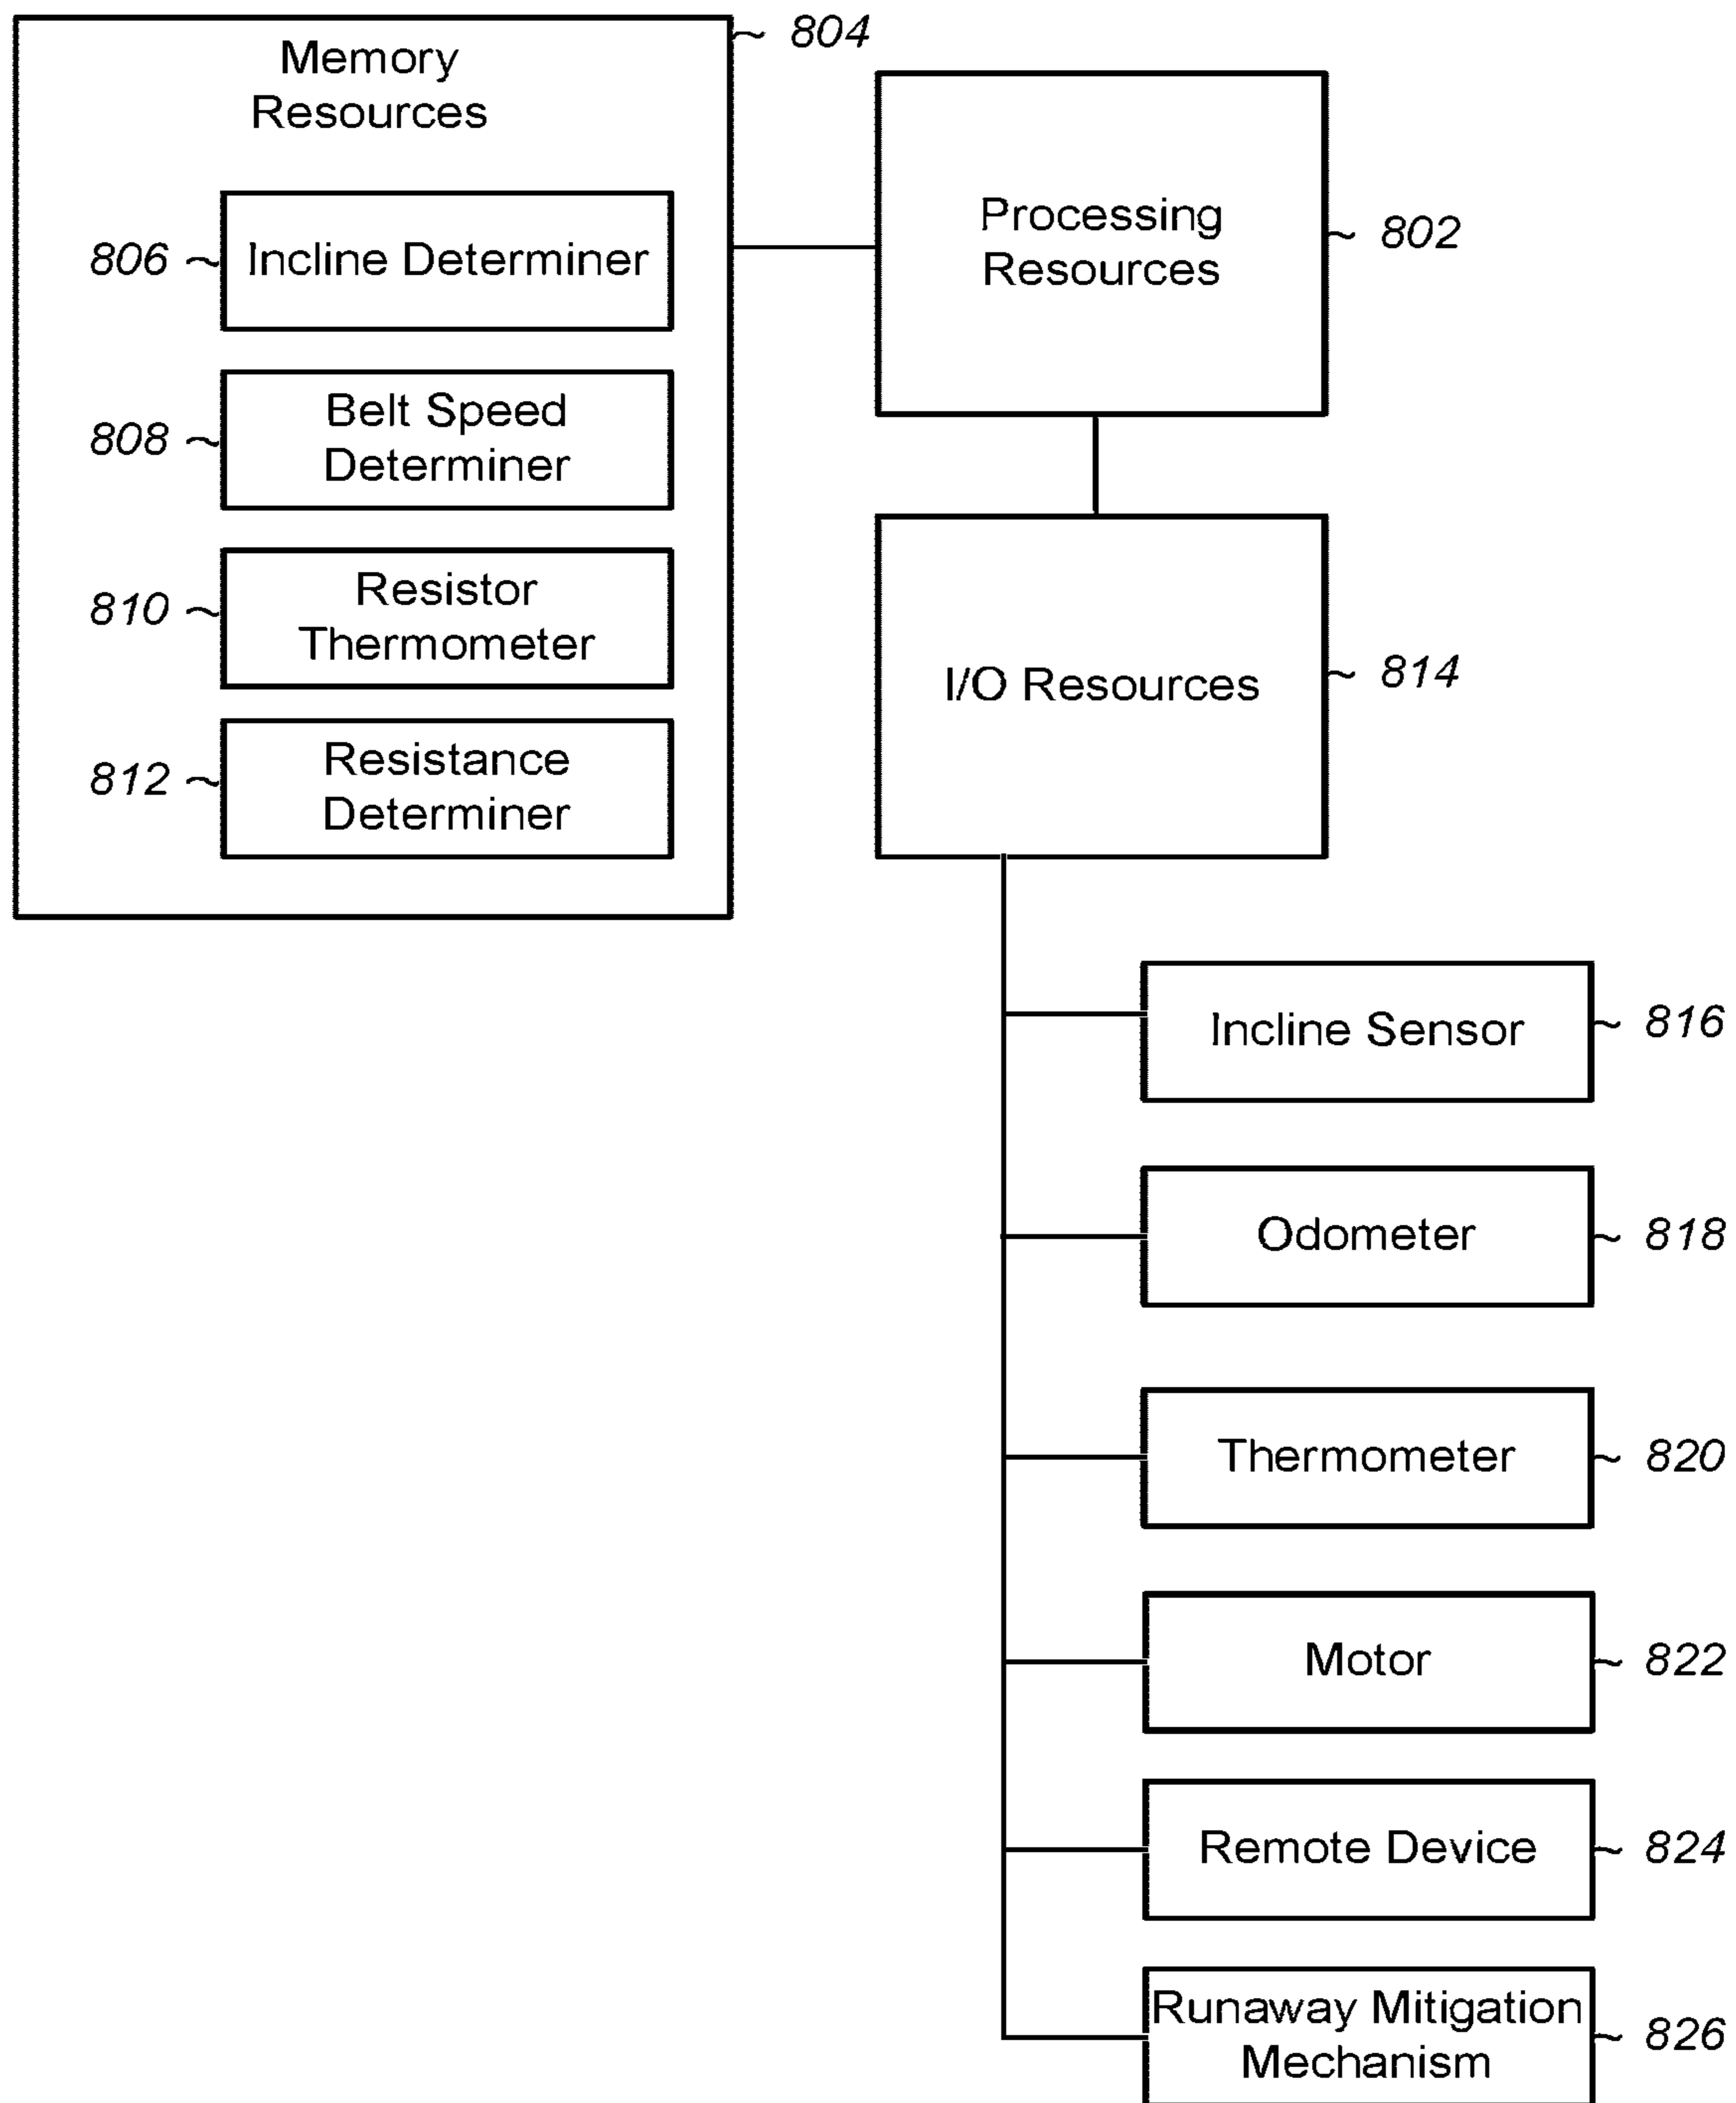 Memory
Resources
804
806
Incline Determiner
808
Belt Speed
Determiner
810
Resistor
Thermometer
812
Resistance
Determiner
Processing
Resources
802
I/O Resources
814
Incline Sensor
816
Odometer
818
Thermometer
820
Motor
822
Remote Device
824
Runaway Mitigation
Mechanism
826